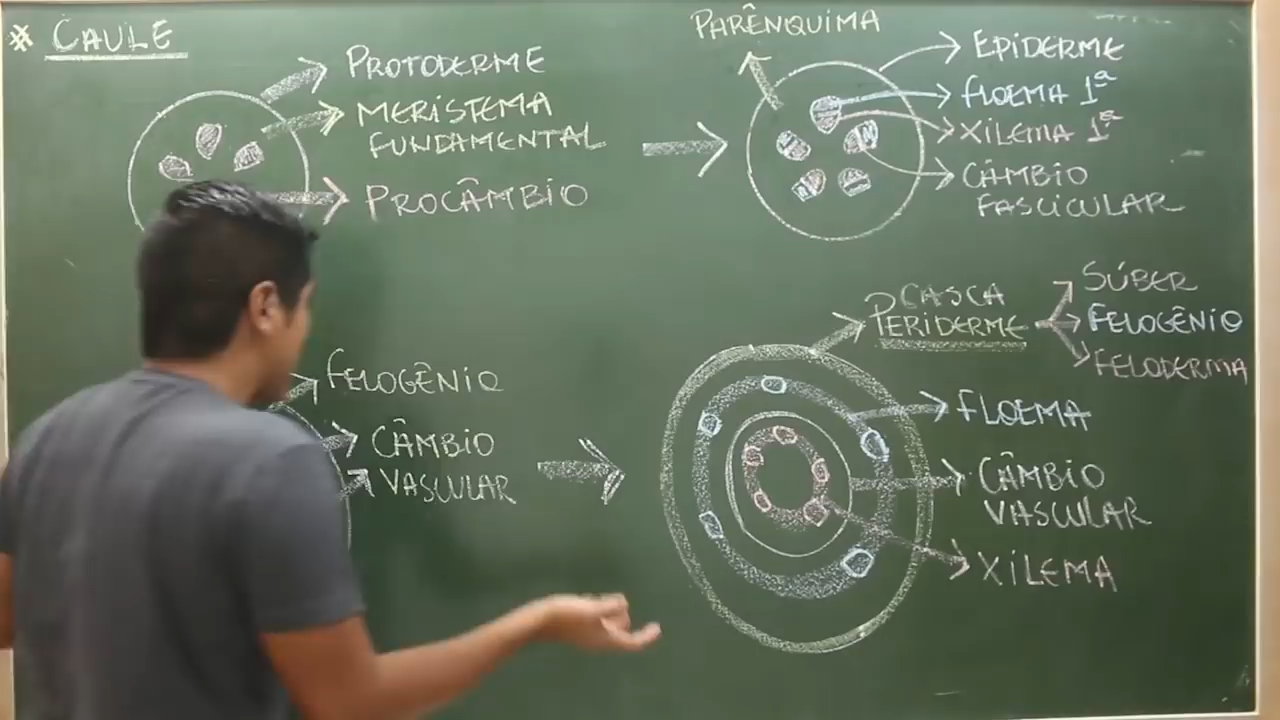 * CAULE
PROTODERME
MERISTEMA
FUNDAMENTAL
PROCÂMBIO
PARÊNQUIMA
EPIDERME
FLOEMA 1ª
XILEMA 1ª
CÂMBIO
FASCICULAR
FELOGÊNIO
CÂMBIO
VASCULAR
CASCA
PERIDERME
SÚBER
FELOGÊNIO
FELODERMA
FLOEMA
CÂMBIO
VASCULAR
XILEMA